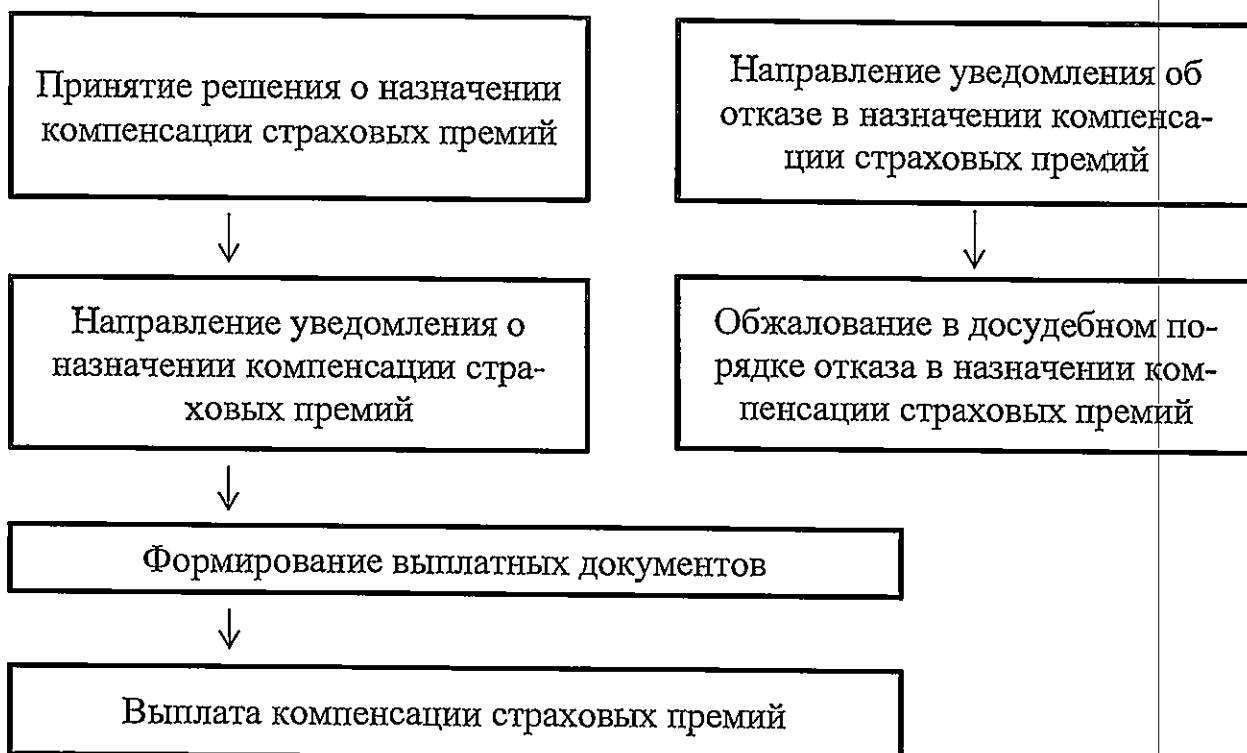 Принятие решения о назначении
компенсации страховых премий
Направление уведомления об
отказе в назначении компенса-
ции страховых премий
Направление уведомления о
назначении компенсации стра-
ховых премий
Обжалование в досудебном по-
рядке отказа в назначении ком-
пенсации страховых премий
Формирование выплатных документов
Выплата компенсации страховых премий